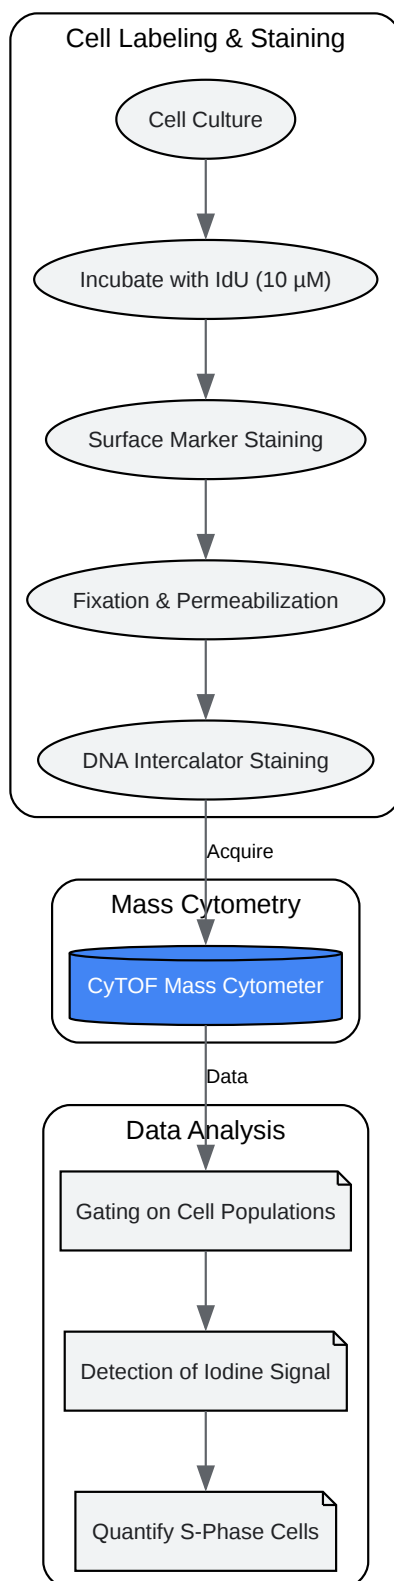 Cell Labeling & Staining
Cell Culture
Incubate with IdU (10 µM)
Surface Marker Staining
Fixation & Permeabilization
DNA Intercalator Staining
Acquire
Mass Cytometry
CyTOF Mass Cytometer
Data
Data Analysis
Gating on Cell Populations
Detection of Iodine Signal
Quantify S-Phase Cells